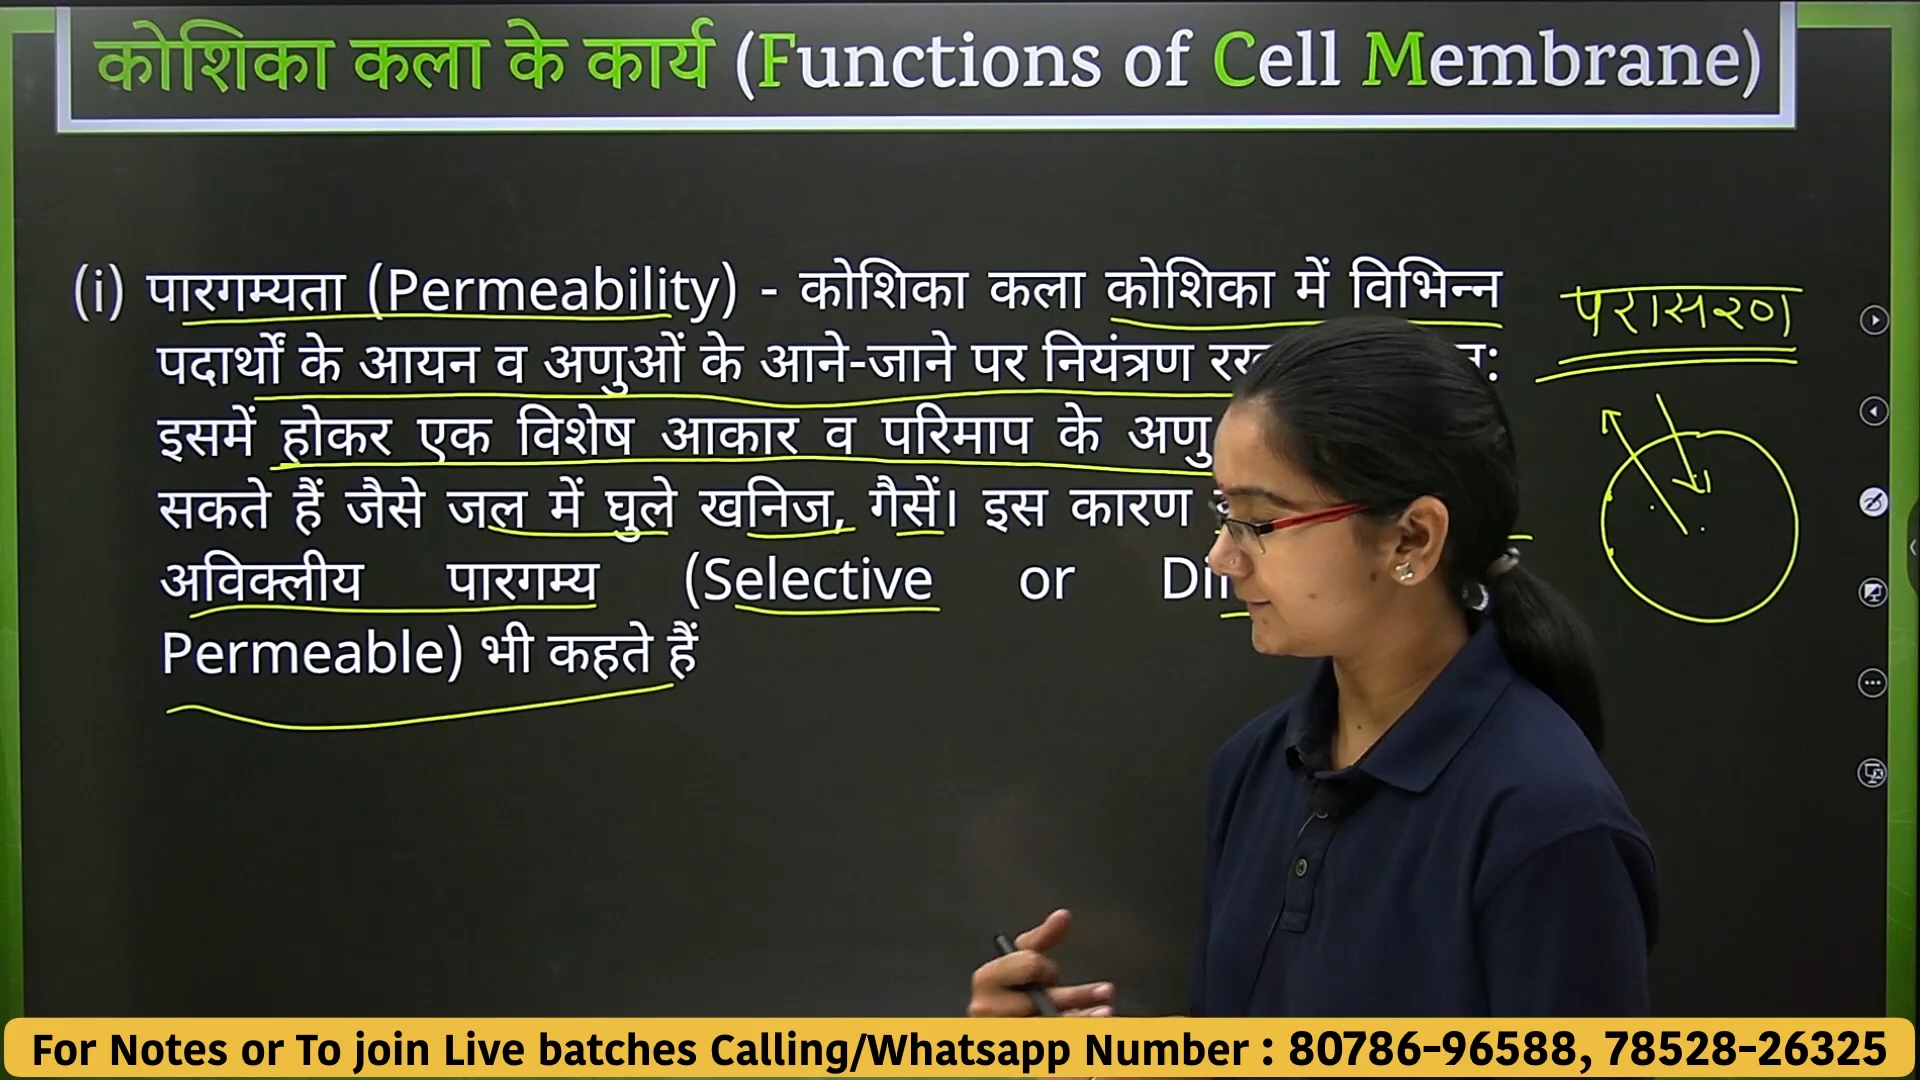 कोशिका कला के कार्य (Functions of Cell Membrane)
(i) पारगम्यता (Permeability) - कोशिका कला कोशिका में विभिन्न
पदार्थों के आयन व अणुओं के आने-जाने पर नियंत्रण
इसमें होकर एक विशेष आकार व परिमाप के
सकते हैं जैसे जल में घुले खनिज, गैसें। इस कारण
अविक्लीय पारगम्य (Selective or
Permeable) भी कहते हैं
परासरण
For Notes or To join Live batches Calling/Whatsapp Number : 80786-96588, 78528-26325